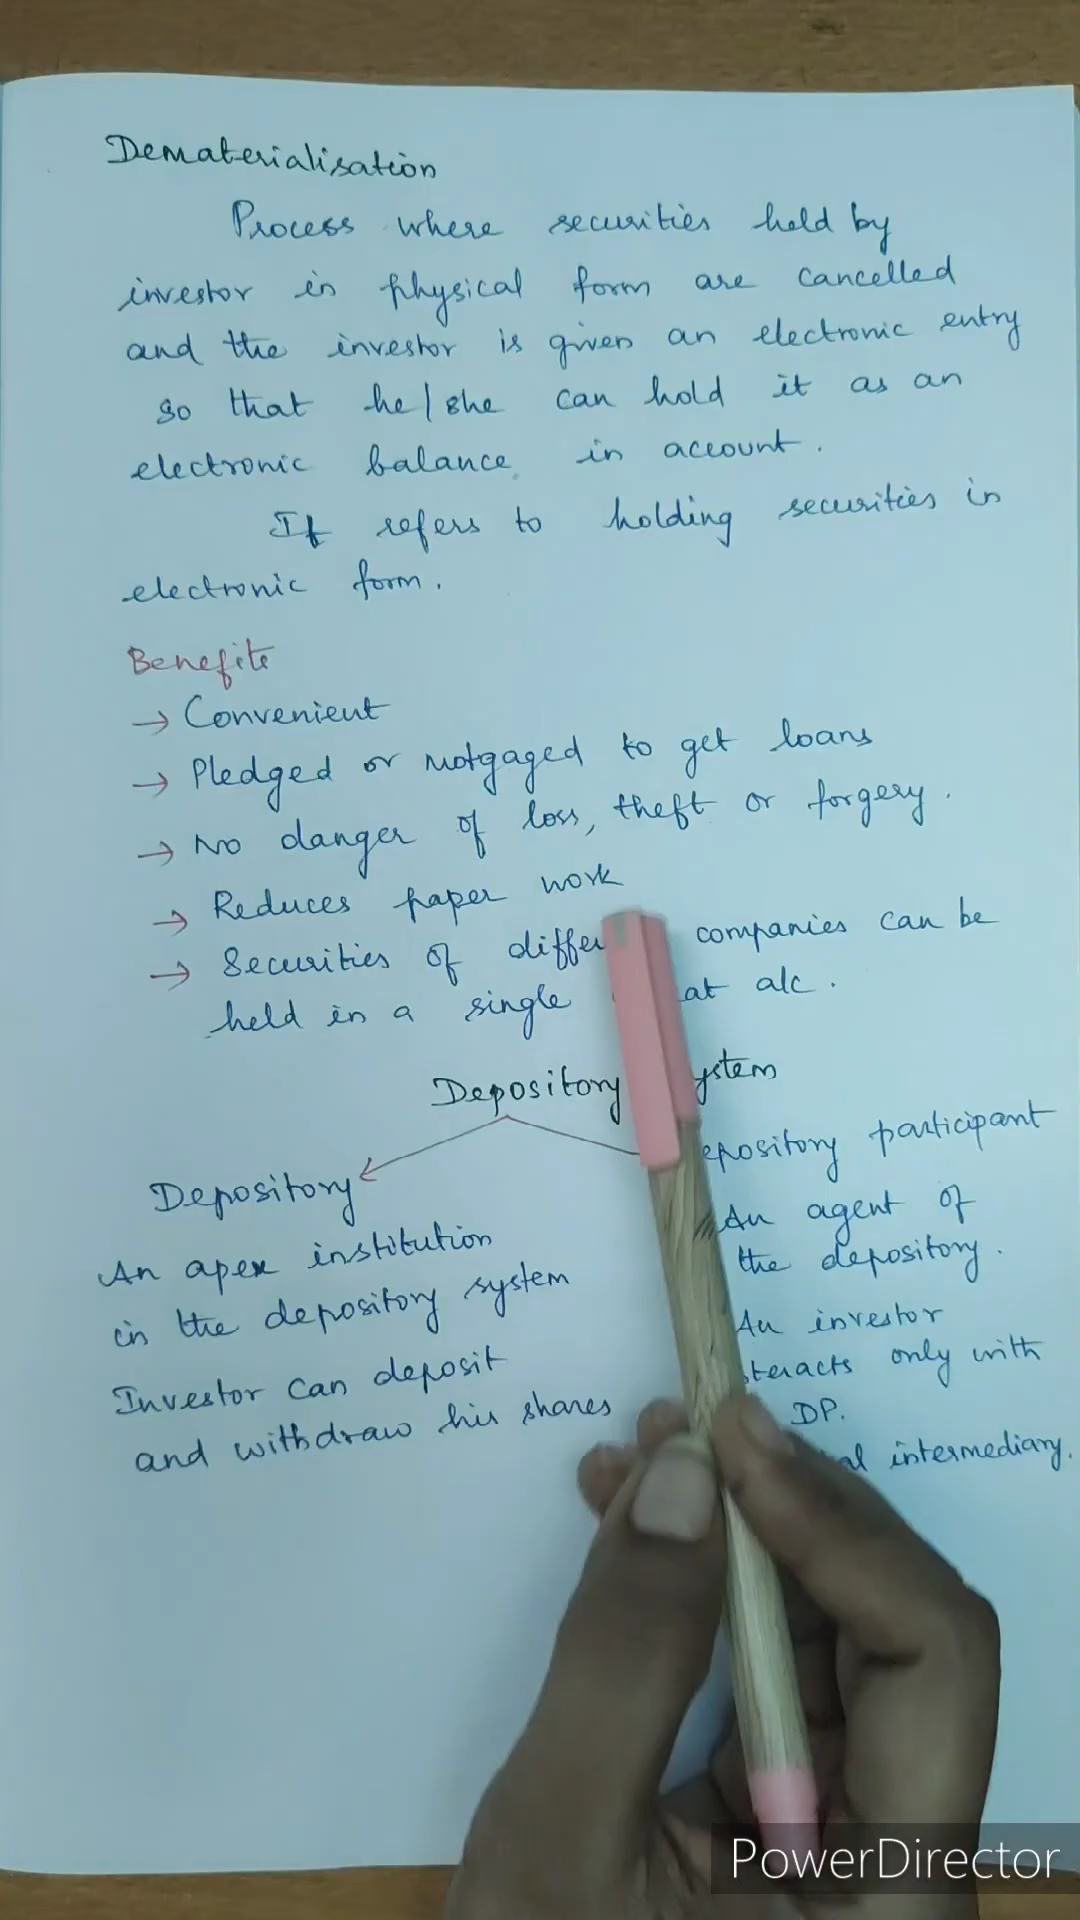 Dematerialisation
Process where securities held by
investor in physical form are cancelled
and the investor is given an electronic entry
so that he/she can hold it as an
electronic balance in account.
It refers to holding securities in
electronic form.
Benefits
→ Convenient
→ Pledged or motgaged to get loans
→ No danger of loss, theft or forgery.
→ Reduces paper work
→ Securities of companies can be
held in a single a/c.
Depository
Depository participant
Depository
An agent of
An apex institution
the depository.
in the depository system
An investor
Investor can deposit
only with
and withdraw his shares
DP.
intermediary.
PowerDirector